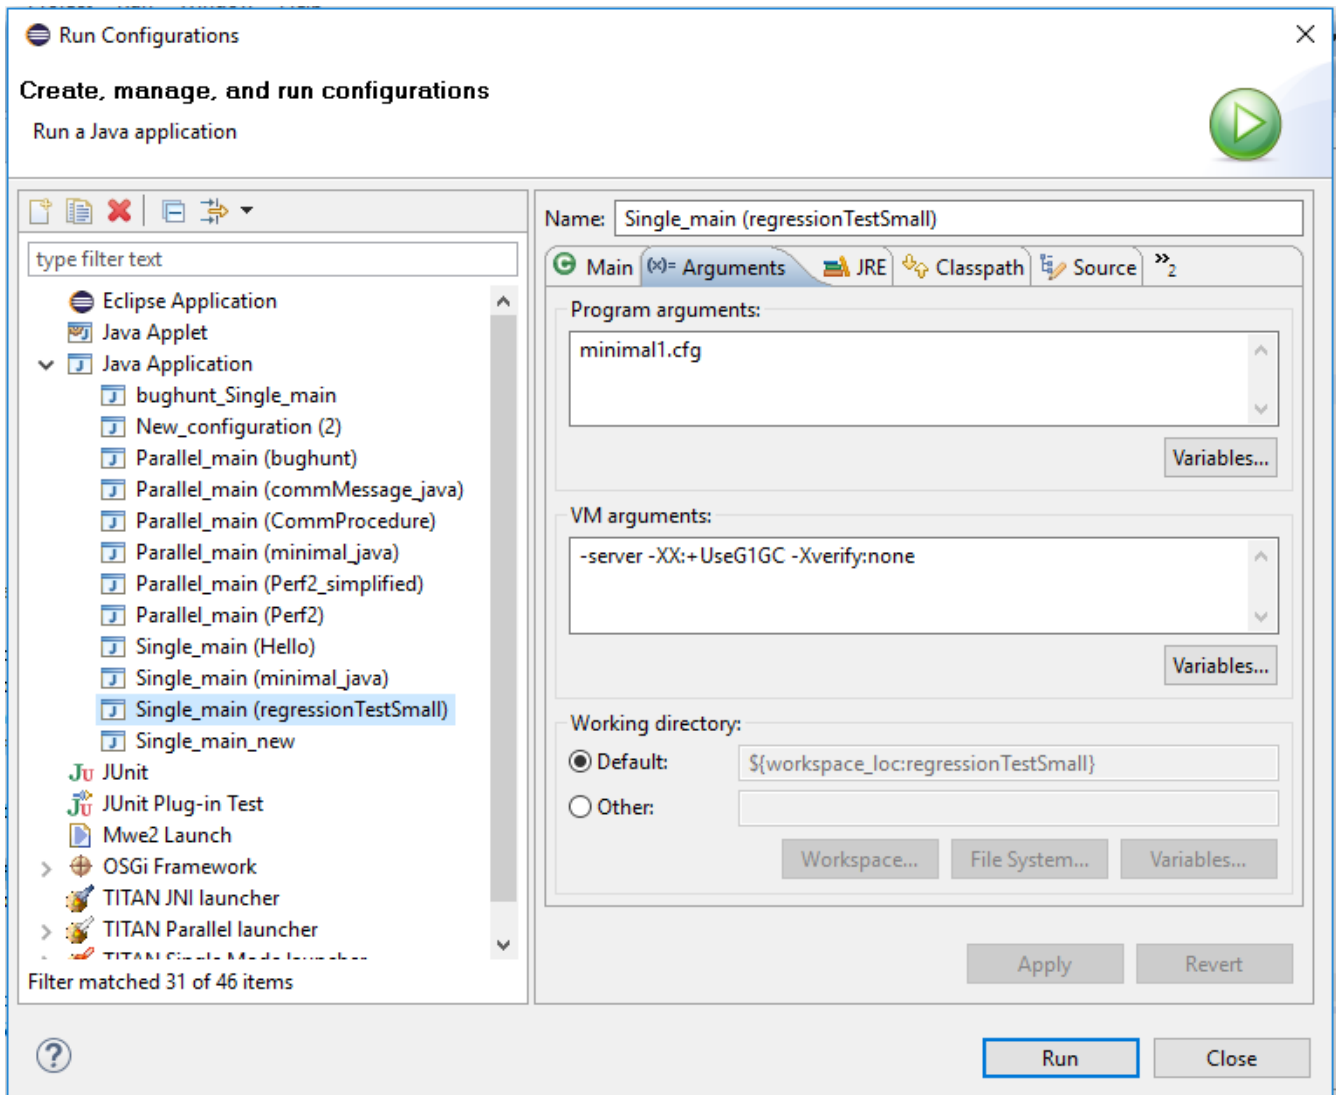 Run Configurations
Create, manage, and run configurations
Run a Java application
type filter text
Eclipse Application
Java Applet
Java Application
bughunt_Single_main
New_configuration (2)
Parallel_main (bughunt)
Parallel_main (commMessage_java)
Parallel_main (CommProcedure)
Parallel_main (minimal_java)
Parallel_main (Perf2_simplified)
Parallel_main (Perf2)
Single_main (Hello)
Single_main (minimal_java)
Single_main (regressionTestSmall)
Single_main_new
JUnit
JUnit Plug-in Test
Mwe2 Launch
OSGi Framework
TITAN JNI launcher
TITAN Parallel launcher
TITAN Single Mode launcher
Filter matched 31 of 46 items
Name: Single_main (regressionTestSmall)
Main (x)= Arguments JRE Classpath Source »2
Program arguments:
minimal1.cfg
Variables...
VM arguments:
-server -XX:+UseG1GC -Xverify:none
Variables...
Working directory:
Default: ${workspace_loc:regressionTestSmall}
Other:
Workspace... File System... Variables...
Apply Revert
Run Close